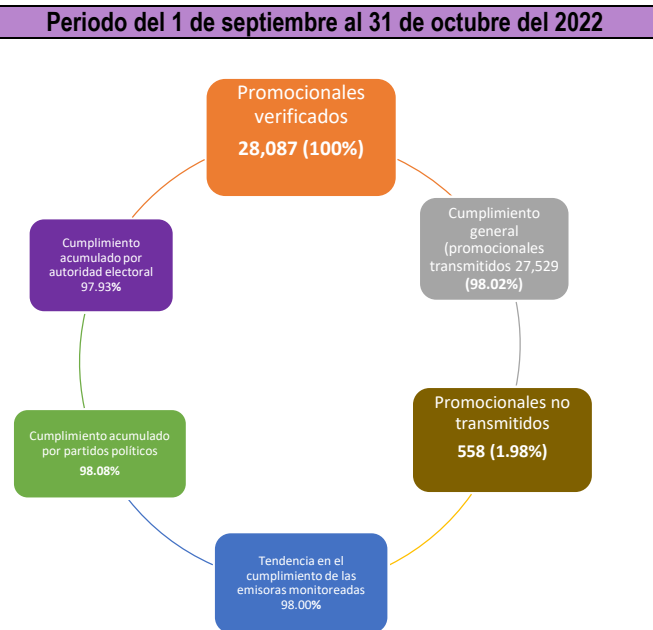 Periodo del 1 de septiembre al 31 de octubre del 2022
Promocionales
verificados
28,087 (100%)
Cumplimiento
general
(promocionales
transmitidos 27,529
(98.02%)
Promocionales no
transmitidos
558 (1.98%)
Tendencia en el
cumplimiento de las
emisoras monitoreadas
98.00%
Cumplimiento acumulado
por partidos políticos
98.08%
Cumplimiento
acumulado por
autoridad electoral
97.93%